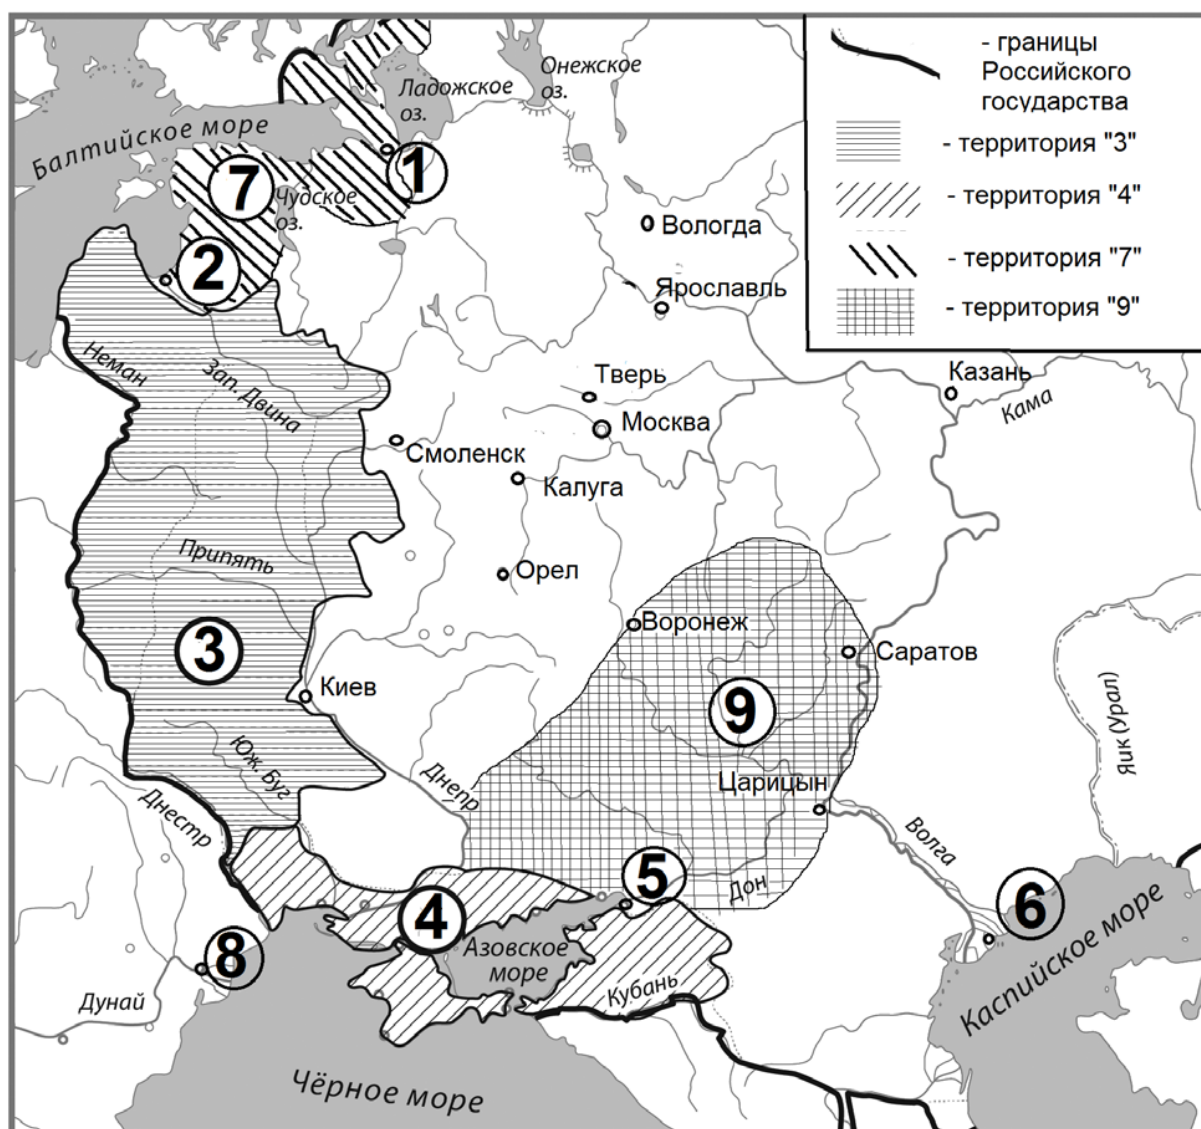 - границы
Российского
государства
- территория "3"
- территория "4"
- территория "7"
- территория "9"
Онежское
оз.
Ладожское
оз.
Балтийское море
1
7
Чудское
оз.
2
Вологда
Ярославль
Неман
Зап. Двина
Тверь
Казань
Кама
Москва
Смоленск
Калуга
Припять
Орел
3
Воронеж
Саратов
Киев
9
Яик (Урал)
Юж. Буг
Днепр
Царицын
Днестр
Волга
5
Дон
6
4
Азовское
море
8
Кубань
Каспийское море
Дунай
Чёрное море